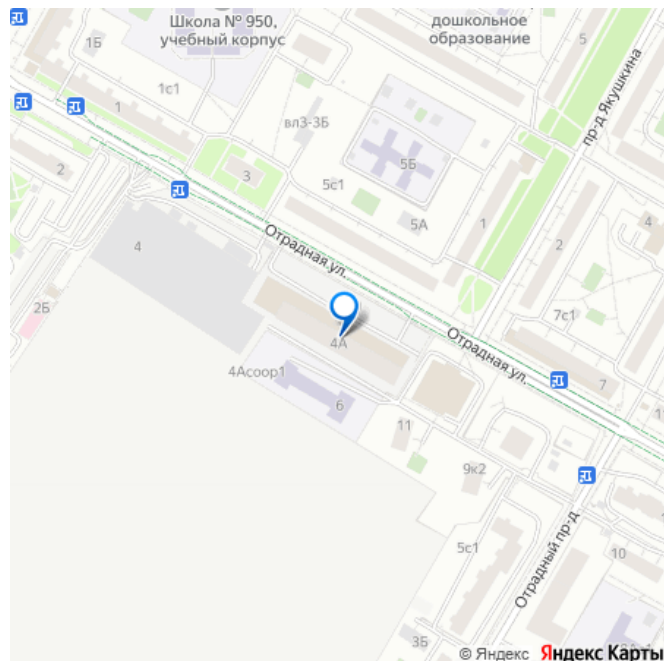 Школа № 950,
учебный корпус
дошкольное
образование
1Б
1с1
1
вл3-3Б
5
пр-д Якушкина
2
3
5Б
5с1
5А
1
4
2
4
Отрадная ул.
2Б
7с1
4А
Отрадная ул.
7
4Асоор1
6
11
9к2
5с1
Отрадный пр-д
10
3Б
© Яндекс Яндекс Карты